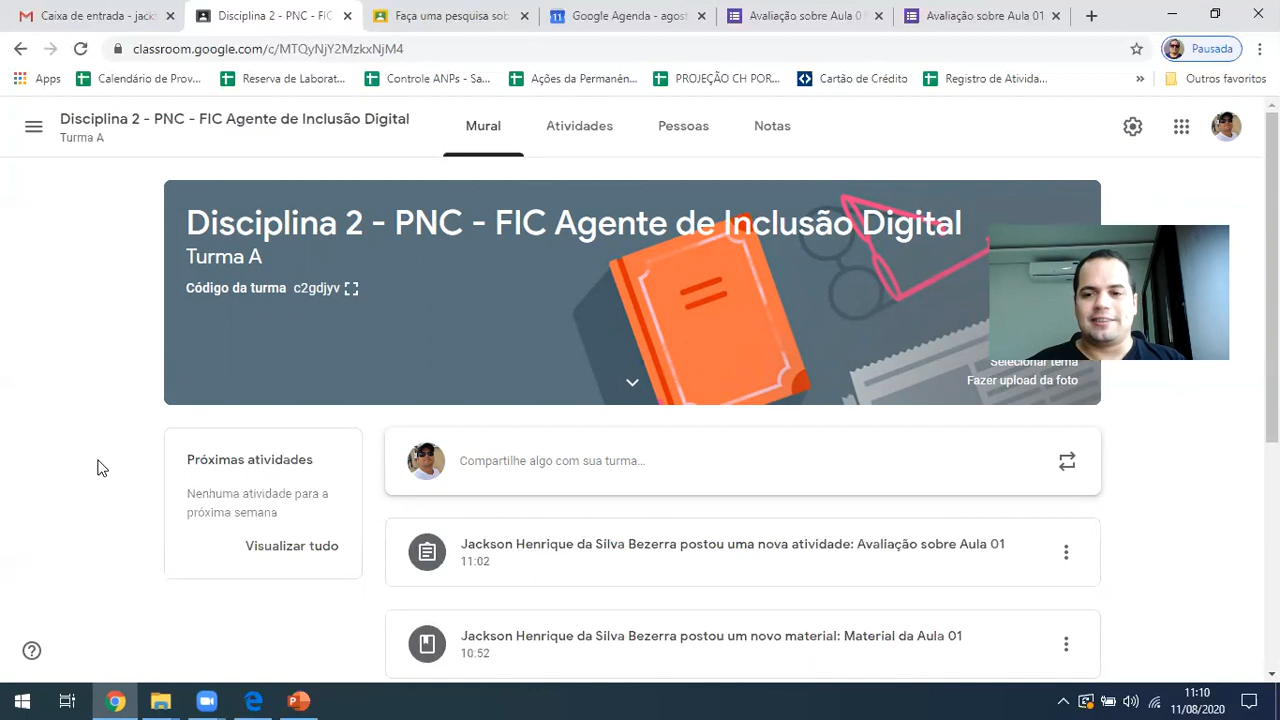 Caixa de entrada - jack
Disciplina 2 - PNC - FIC
Faça uma pesquisa sob
Google Agenda - agost
Avaliação sobre Aula 0
Avaliação sobre Aula 01
classroom.google.com/c/MTQyNjY2MzkxNjM4
Pausada
Apps
Calendário de Prov...
Reserva de Laborat...
Controle ANPs - Sa...
Ações da Permanên...
PROJEÇÃO CH POR...
Cartão de Crédito
Registro de Ativida...
»
Outros favoritos
Disciplina 2 - PNC - FIC Agente de Inclusão Digital
Turma A
Mural
Atividades
Pessoas
Notas
Disciplina 2 - PNC - FIC Agente de Inclusão Digital
Turma A
Código da turma c2gdjyv
Selecionar tema
Fazer upload da foto
Próximas atividades
Nenhuma atividade para a
próxima semana
Visualizar tudo
Compartilhe algo com sua turma...
Jackson Henrique da Silva Bezerra postou uma nova atividade: Avaliação sobre Aula 01
11:02
Jackson Henrique da Silva Bezerra postou um novo material: Material da Aula 01
10:52
11:10
11/08/2020